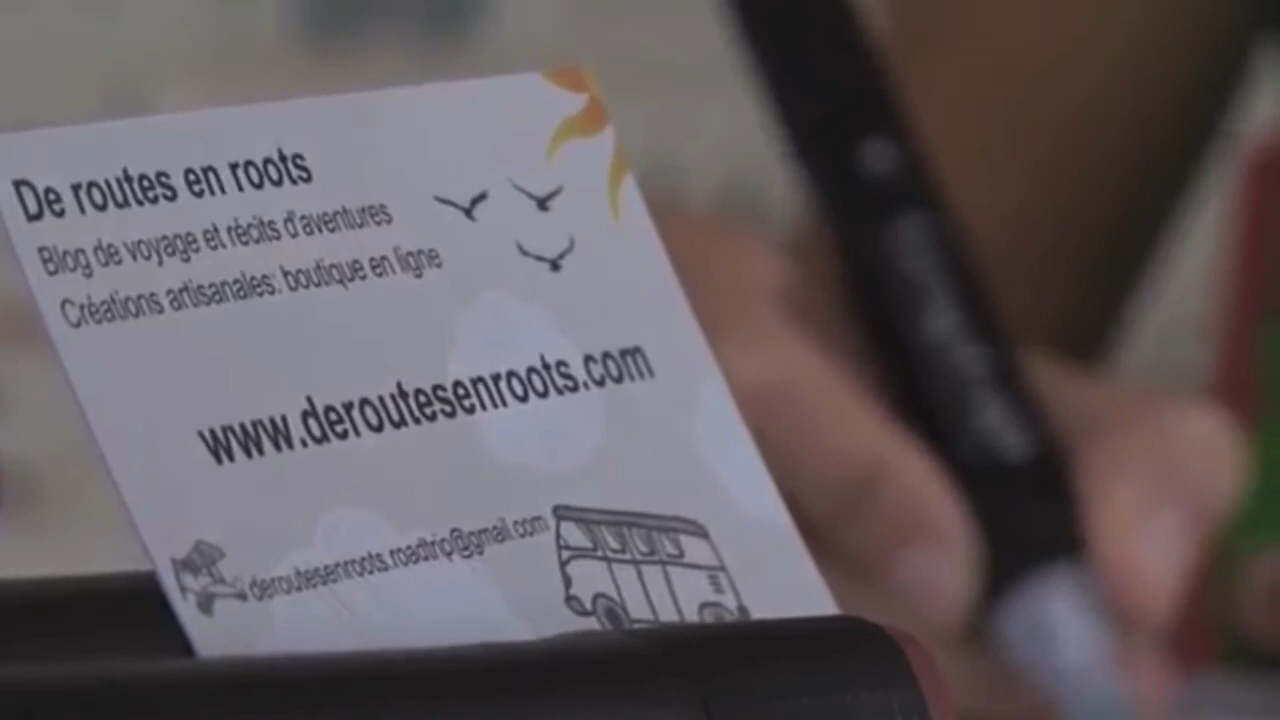 De routes en roots
Blog de voyage et récits d'aventures
Créations artisanales: boutique en ligne
www.deroutesenroots.com
deroutesenroots.roadtrip@gmail.com